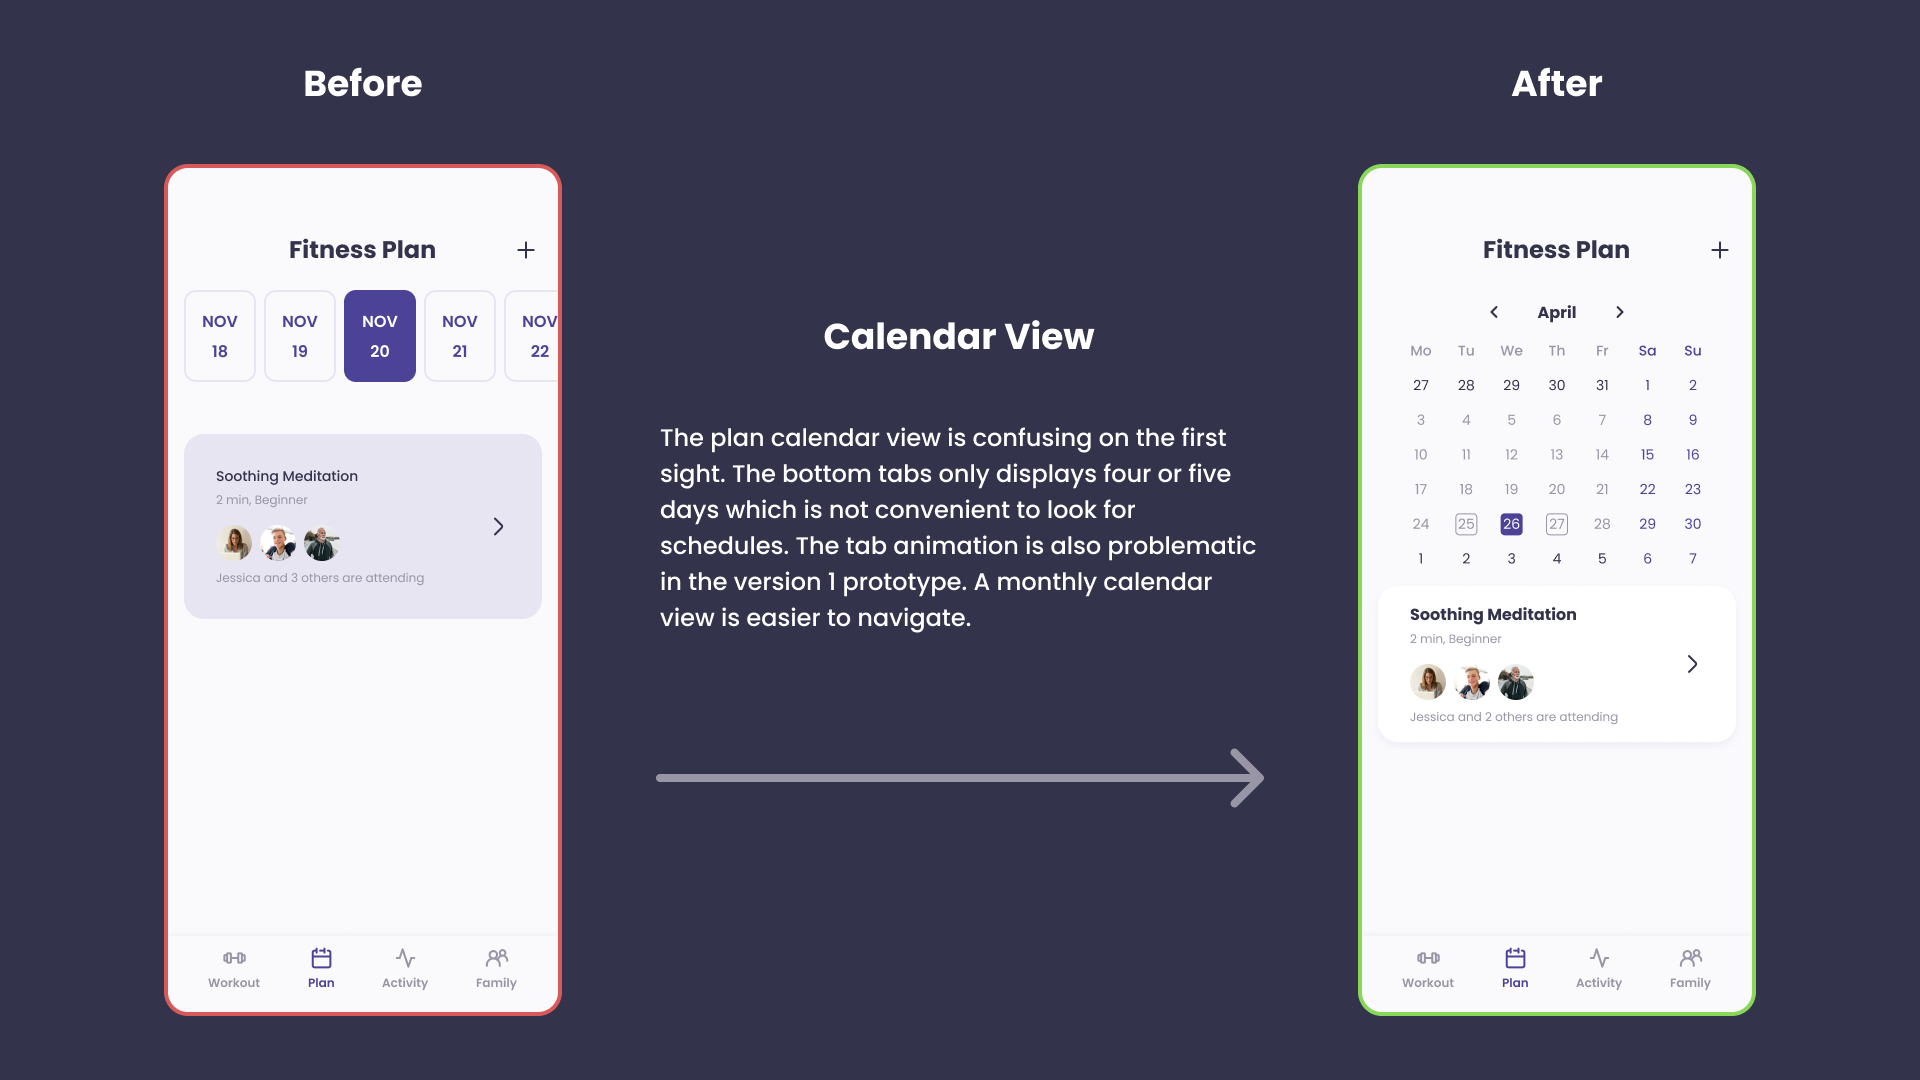 Before
After
Fitness Plan
NOV NOV NOV NOV NOV
18 19 20 21 22
Soothing Meditation
2 min, Beginner
Jessica and 3 others are attending
Workout Plan Activity Family
Calendar View
The plan calendar view is confusing on the first
sight. The bottom tabs only displays four or five
days which is not convenient to look for
schedules. The tab animation is also problematic
in the version 1 prototype. A monthly calendar
view is easier to navigate.
Fitness Plan
April
Mo Tu We Th Fr Sa Su
27 28 29 30 31 1 2
3 4 5 6 7 8 9
10 11 12 13 14 15 16
17 18 19 20 21 22 23
24 25 26 27 28 29 30
1 2 3 4 5 6 7
Soothing Meditation
2 min, Beginner
Jessica and 2 others are attending
Workout Plan Activity Family